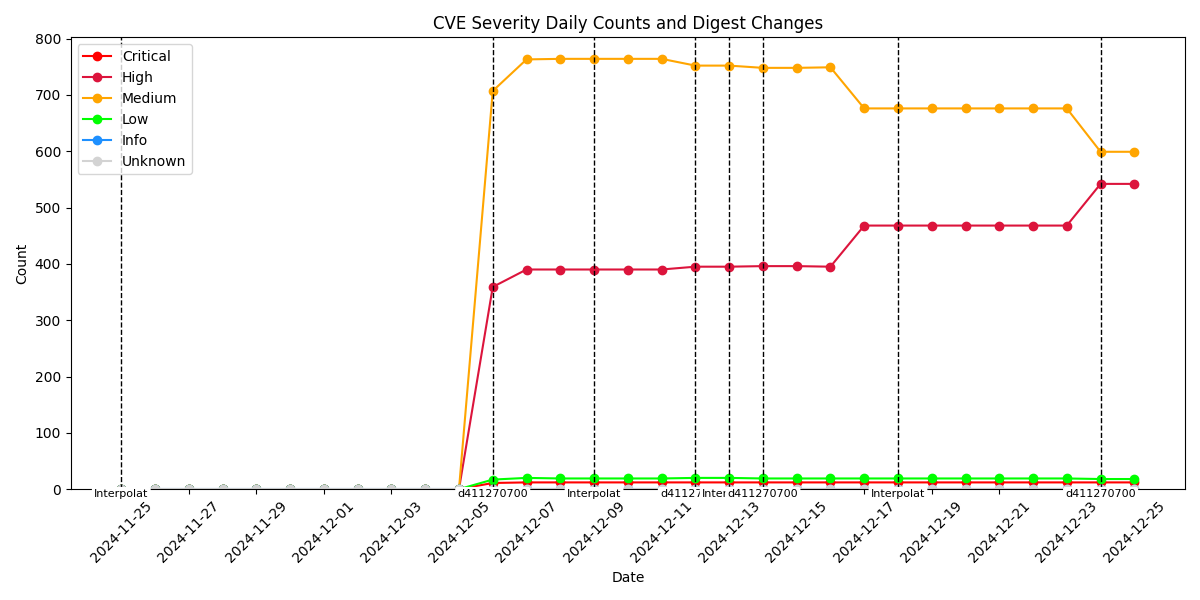 CVE Severity Daily Counts and Digest Changes
Critical
High
Medium
Low
Info
Unknown
Count
800
700
600
500
400
300
200
100
0
Interpolat
d411270700
Interpolat
d41127
Inter
d411270700
Interpolat
d411270700
2024-11-25
2024-11-27
2024-11-29
2024-12-01
2024-12-03
2024-12-05
2024-12-07
2024-12-09
2024-12-11
2024-12-13
2024-12-15
2024-12-17
2024-12-19
2024-12-21
2024-12-23
2024-12-25
Date